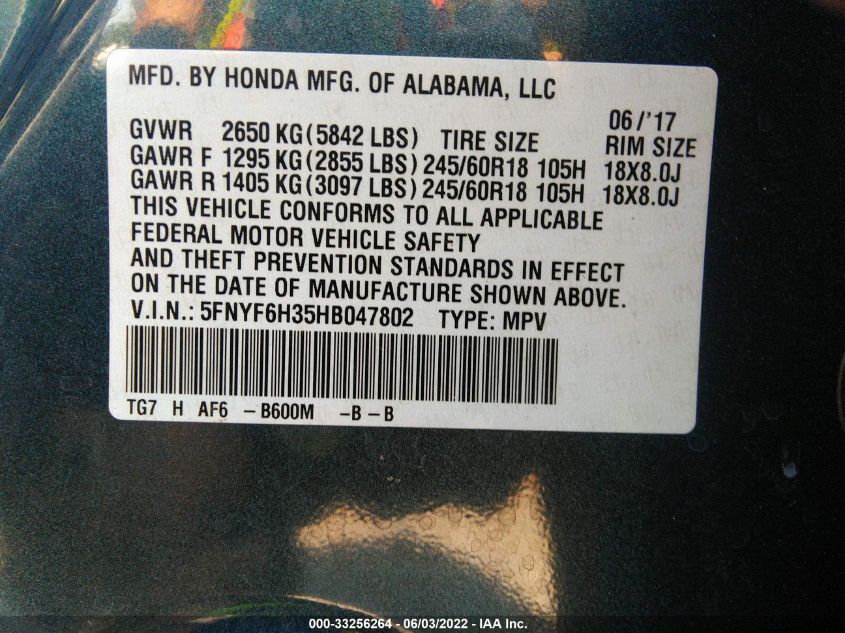 MFD. BY HONDA MFG. OF ALABAMA, LLC
06/'17
GVWR 2650 KG(5842 LBS) TIRE SIZE RIM SIZE
GAWR F 1295 KG(2855 LBS) 245/60R18 105H 18X8.0J
GAWR R 1405 KG(3097 LBS) 245/60R18 105H 18X8.0J
THIS VEHICLE CONFORMS TO ALL APPLICABLE
FEDERAL MOTOR VEHICLE SAFETY
AND THEFT PREVENTION STANDARDS IN EFFECT
ON THE DATE OF MANUFACTURE SHOWN ABOVE.
V.I.N.: 5FNYF6H35HB047802 TYPE: MPV
TG7 H AF6 -B600M -B-B
000-33256264 - 06/03/2022 - IAA Inc.